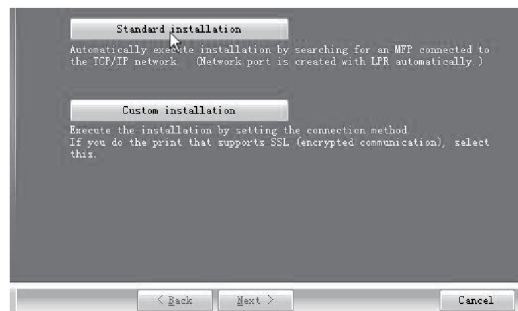 Standard installation
Automatically execute installation by searching for an MFP connected to
the TCP/IP network. (Network port is created with LPR automatically.)
Custom installation
Execute the installation by setting the connection method.
If you do the print that supports SSL (encrypted communication), select
this.
< Back Next > Cancel